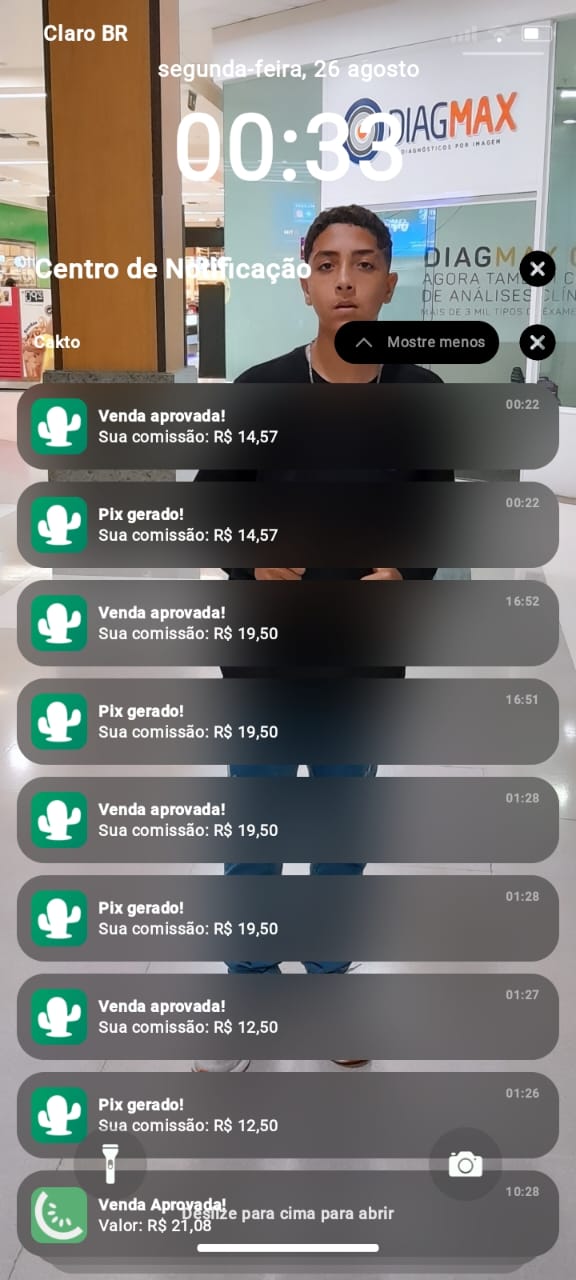 Claro BR
segunda-feira, 26 agosto
00:33
DIAGMAX
DIAGNÓSTICOS POR IMAGEM
Centro de Notificação
DIAGMAX
AGORA
DE ANÁLISES
MAIS DE 3 MIL TIPOS
Cakto
Mostre menos
Venda aprovada!
00:22
Sua comissão: R$ 14,57
Pix gerado!
00:22
Sua comissão: R$ 14,57
Venda aprovada!
16:52
Sua comissão: R$ 19,50
Pix gerado!
16:51
Sua comissão: R$ 19,50
Venda aprovada!
01:28
Sua comissão: R$ 19,50
Pix gerado!
01:28
Sua comissão: R$ 19,50
Venda aprovada!
01:27
Sua comissão: R$ 12,50
Pix gerado!
01:26
Sua comissão: R$ 12,50
Venda Aprovada!
10:28
Deslize para cima para abrir
Valor: R$ 21,08